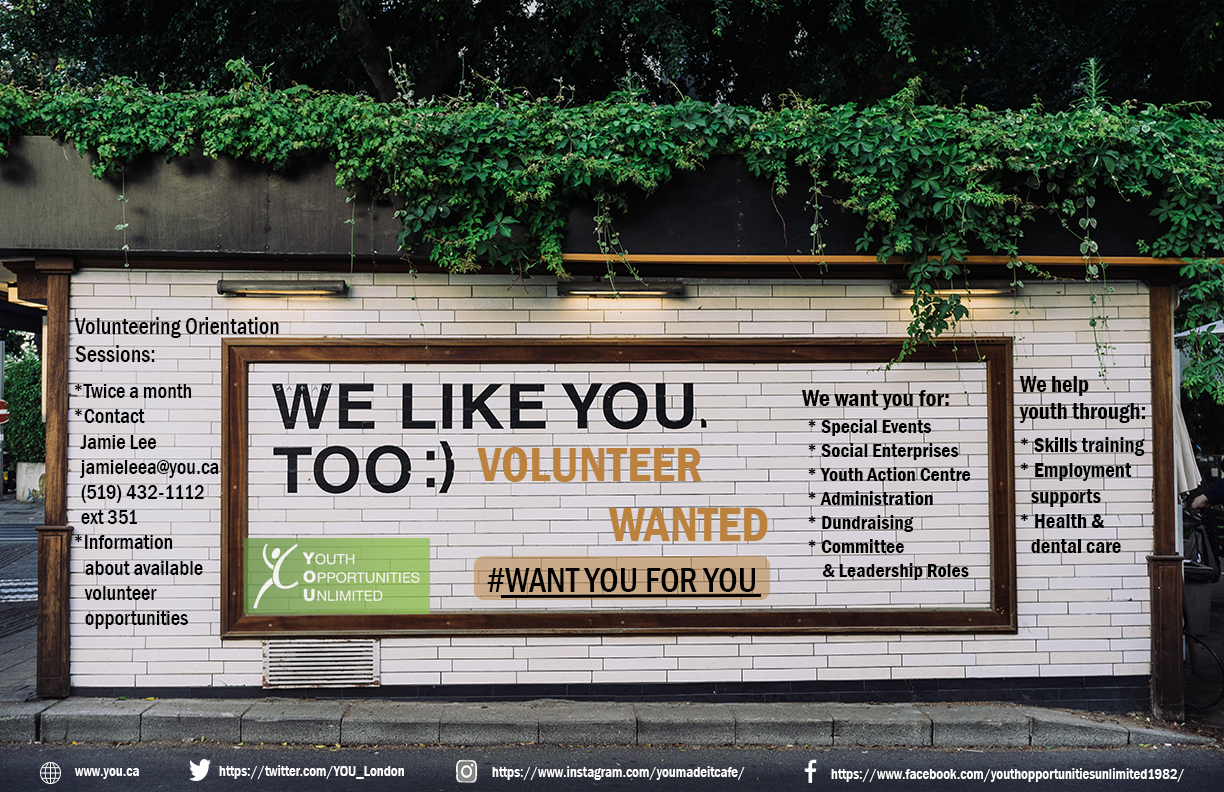 Volunteering Orientation
Sessions:
*Twice a month
*Contact
Jamie Lee
jamieleea@you.ca
(519) 432-1112
ext 351
*Information
about available
volunteer
opportunities
WE LIKE YOU.
TOO :)
VOLUNTEER
WANTED
#WANT YOU FOR YOU
YOUTH
OPPORTUNITIES
UNLIMITED
We want you for:
* Special Events
* Social Enterprises
* Youth Action Centre
* Administration
* Dundraising
* Committee
& Leadership Roles
We help
youth through:
* Skills training
* Employment
supports
* Health &
dental care
www.you.ca
https://twitter.com/YOU_London
https://www.instagram.com/youmadeitcafe/
https://www.facebook.com/youthopportunitiesunlimited1982/